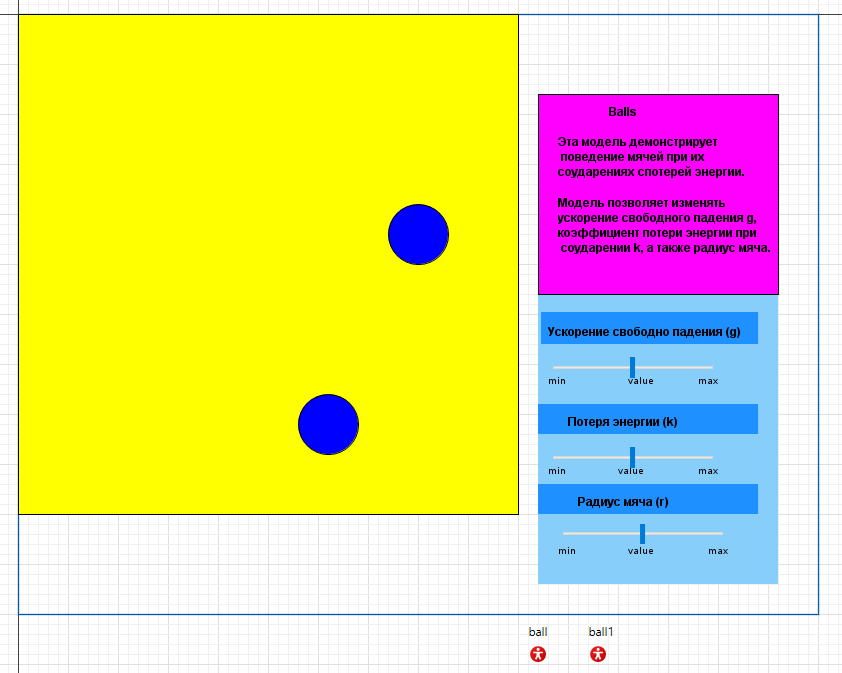 Balls
Эта модель демонстрирует
поведение мячей при их
соударениях спотерей энергии.
Модель позволяет изменять
ускорение свободного падения g,
коэффициент потери энергии при
соударении k, а также радиус мяча.
Ускорение свободно падения (g)
min value max
Потеря энергии (k)
min value max
Радиус мяча (r)
min value max
ball ball1